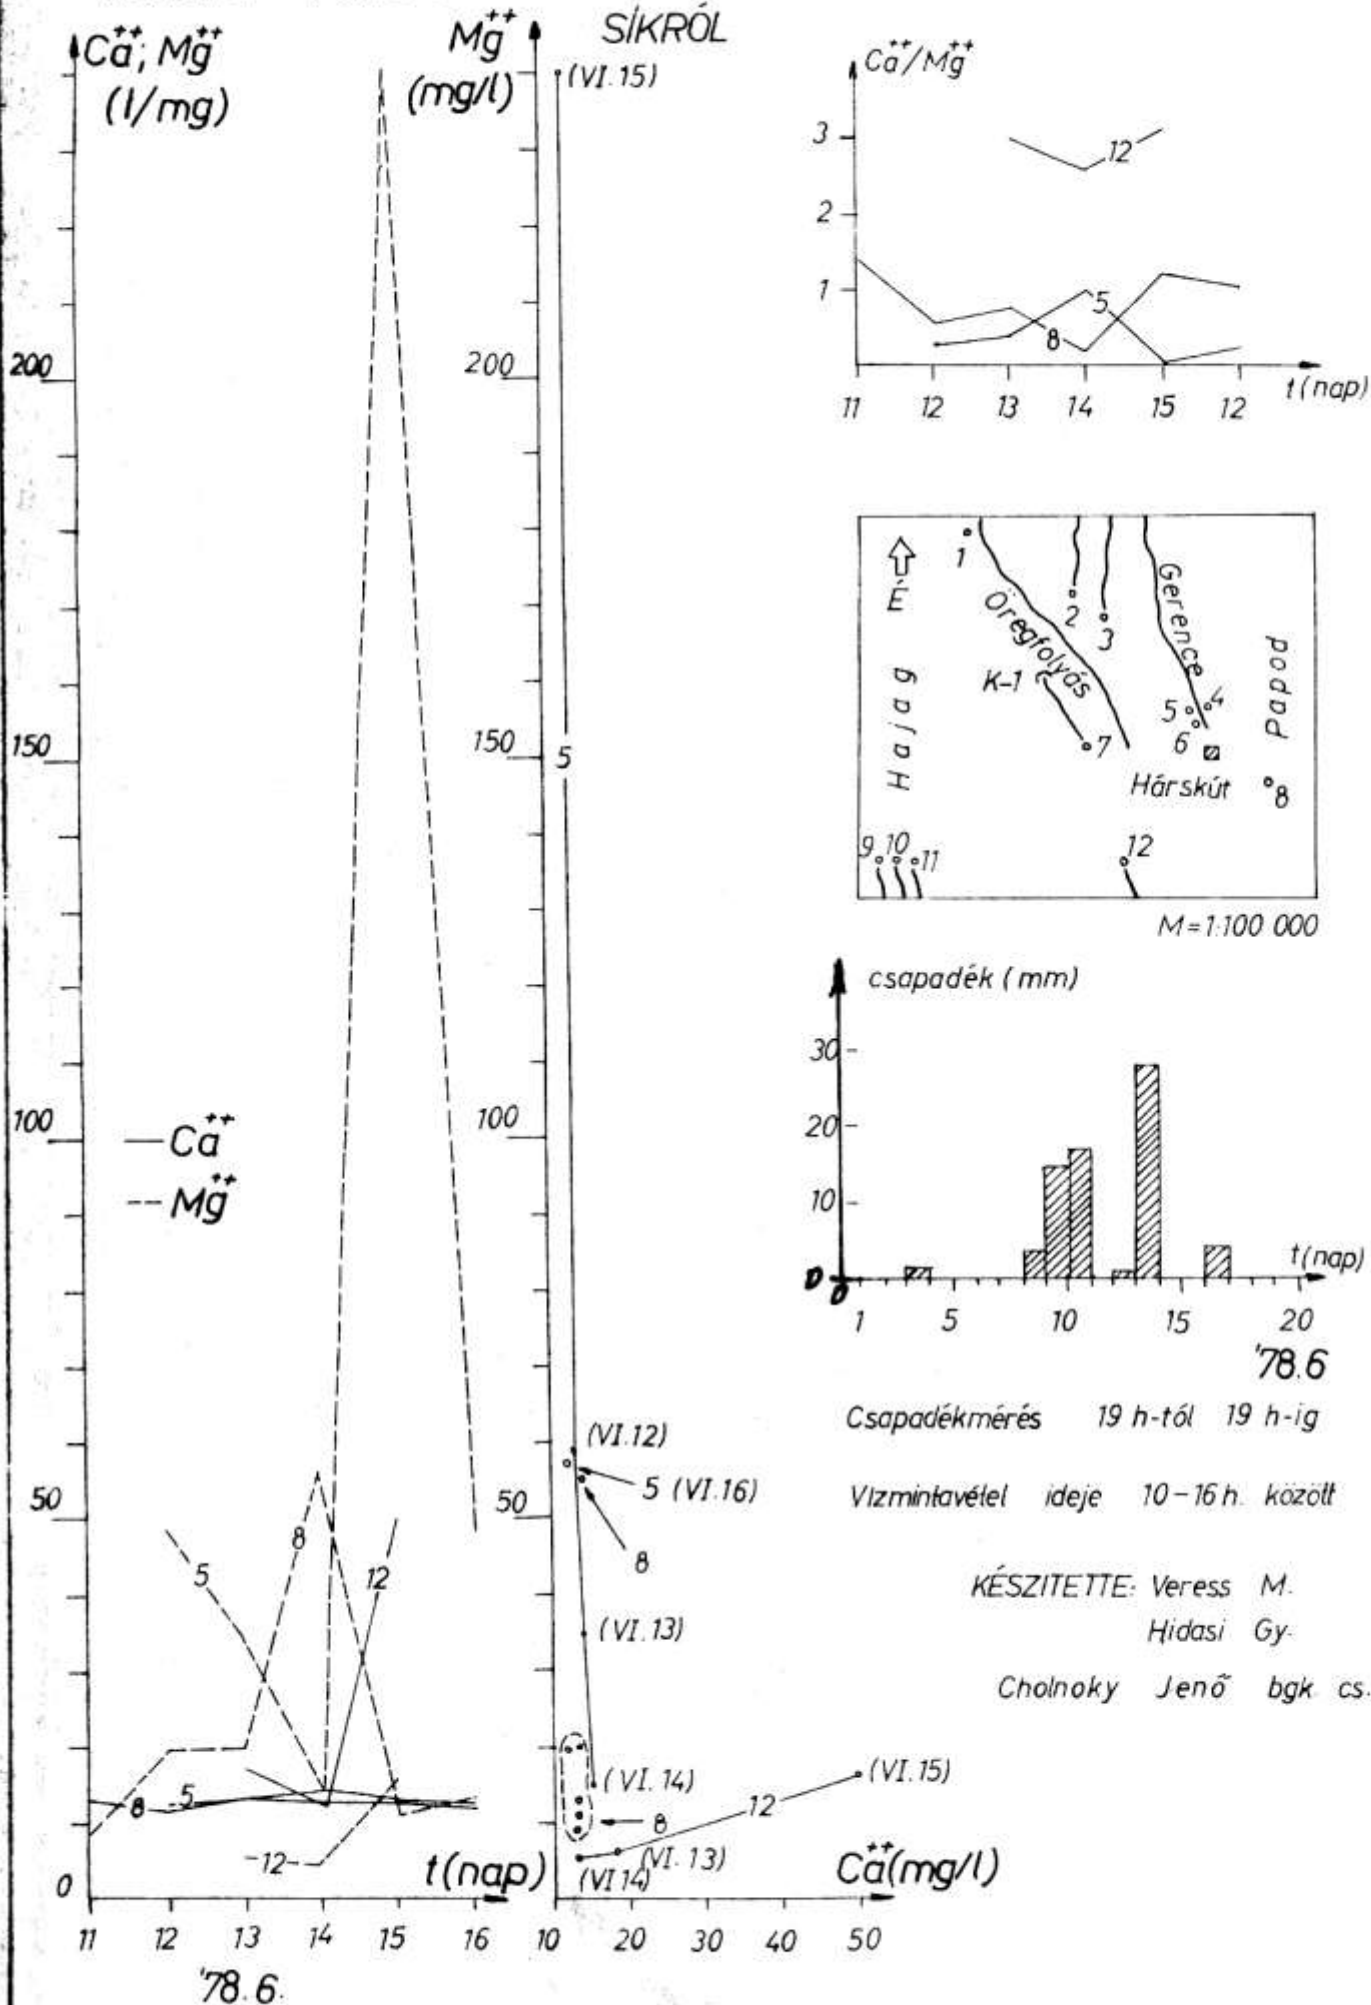 SÍKRÓL
Ca++; Mg++
(l/mg)
200
150
100
50
0
— Ca++
--- Mg++
5
8
12
8
5
12
t(nap)
11 12 13 14 15 16
'78.6.
Mg++
(mg/l)
200
150
100
50
(VI.15)
5
(VI.12)
5 (VI.16)
8
(VI.13)
(VI.14)
8
12
(VI.15)
(VI.13)
(VI14)
Ca++(mg/l)
10 20 30 40 50
Ca++/Mg++
3
2
1
12
5
8
t(nap)
11 12 13 14 15 12
É
1
2
3
Öregfolyás
Gerence
K-1
Hajag
Papod
4
5
6
7
Hárskút
8
9 10 11
12
M=1:100 000
csapadék (mm)
30
20
10
0
0
t(nap)
1 5 10 15 20
'78.6
Csapadékmérés 19 h-tól 19 h-ig
Vízmintavétel ideje 10-16 h. között
KÉSZITETTE: Veress M.
Hidasi Gy.
Cholnoky Jenő bgk. cs.